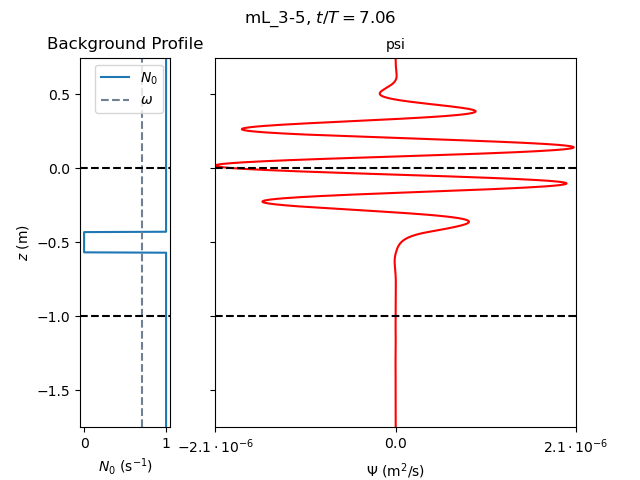 mL_3-5, t/T = 7.06
Background Profile
psi
N₀
ω
0.5
0.0
−0.5
−1.0
−1.5
z (m)
0
1
−2.1 · 10⁻⁶
0.0
2.1 · 10⁻⁶
N₀ (s⁻¹)
Ψ (m²/s)